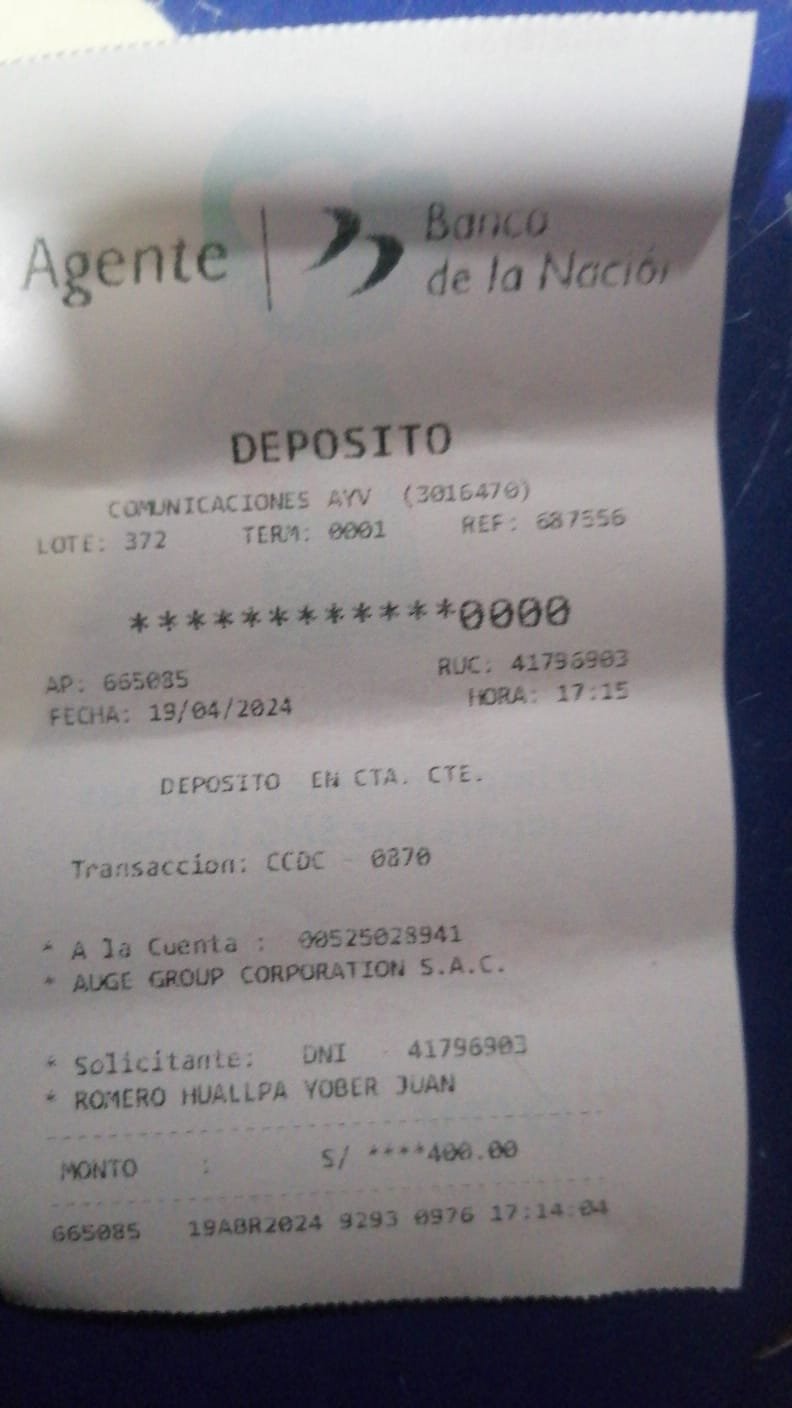 Agente
Banco
de la Nación
DEPOSITO
COMUNICACIONES AYV (3016470)
LOTE: 372 TERM: 0001 REF: 687556
************0000
AP: 665085 RUC: 41796903
FECHA: 19/04/2024 HORA: 17:15
DEPOSITO EN CTA. CTE.
Transaccion: CCDC - 0870
* A la Cuenta : 00525028941
* AUGE GROUP CORPORATION S.A.C.
* Solicitante: DNI - 41796903
* ROMERO HUALLPA YOBER JUAN
MONTO : S/ ****400.00
665085 19ABR2024 9293 0976 17:14:04